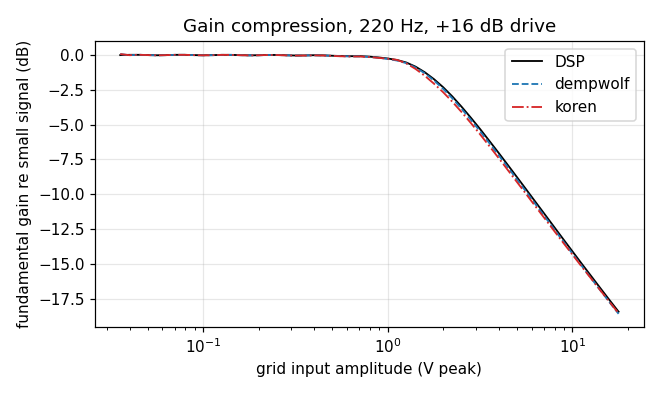 Gain compression, 220 Hz, +16 dB drive
fundamental gain re small signal (dB)
0.0
−2.5
−5.0
−7.5
−10.0
−12.5
−15.0
−17.5
DSP
dempwolf
koren
10⁻¹
10⁰
10¹
grid input amplitude (V peak)